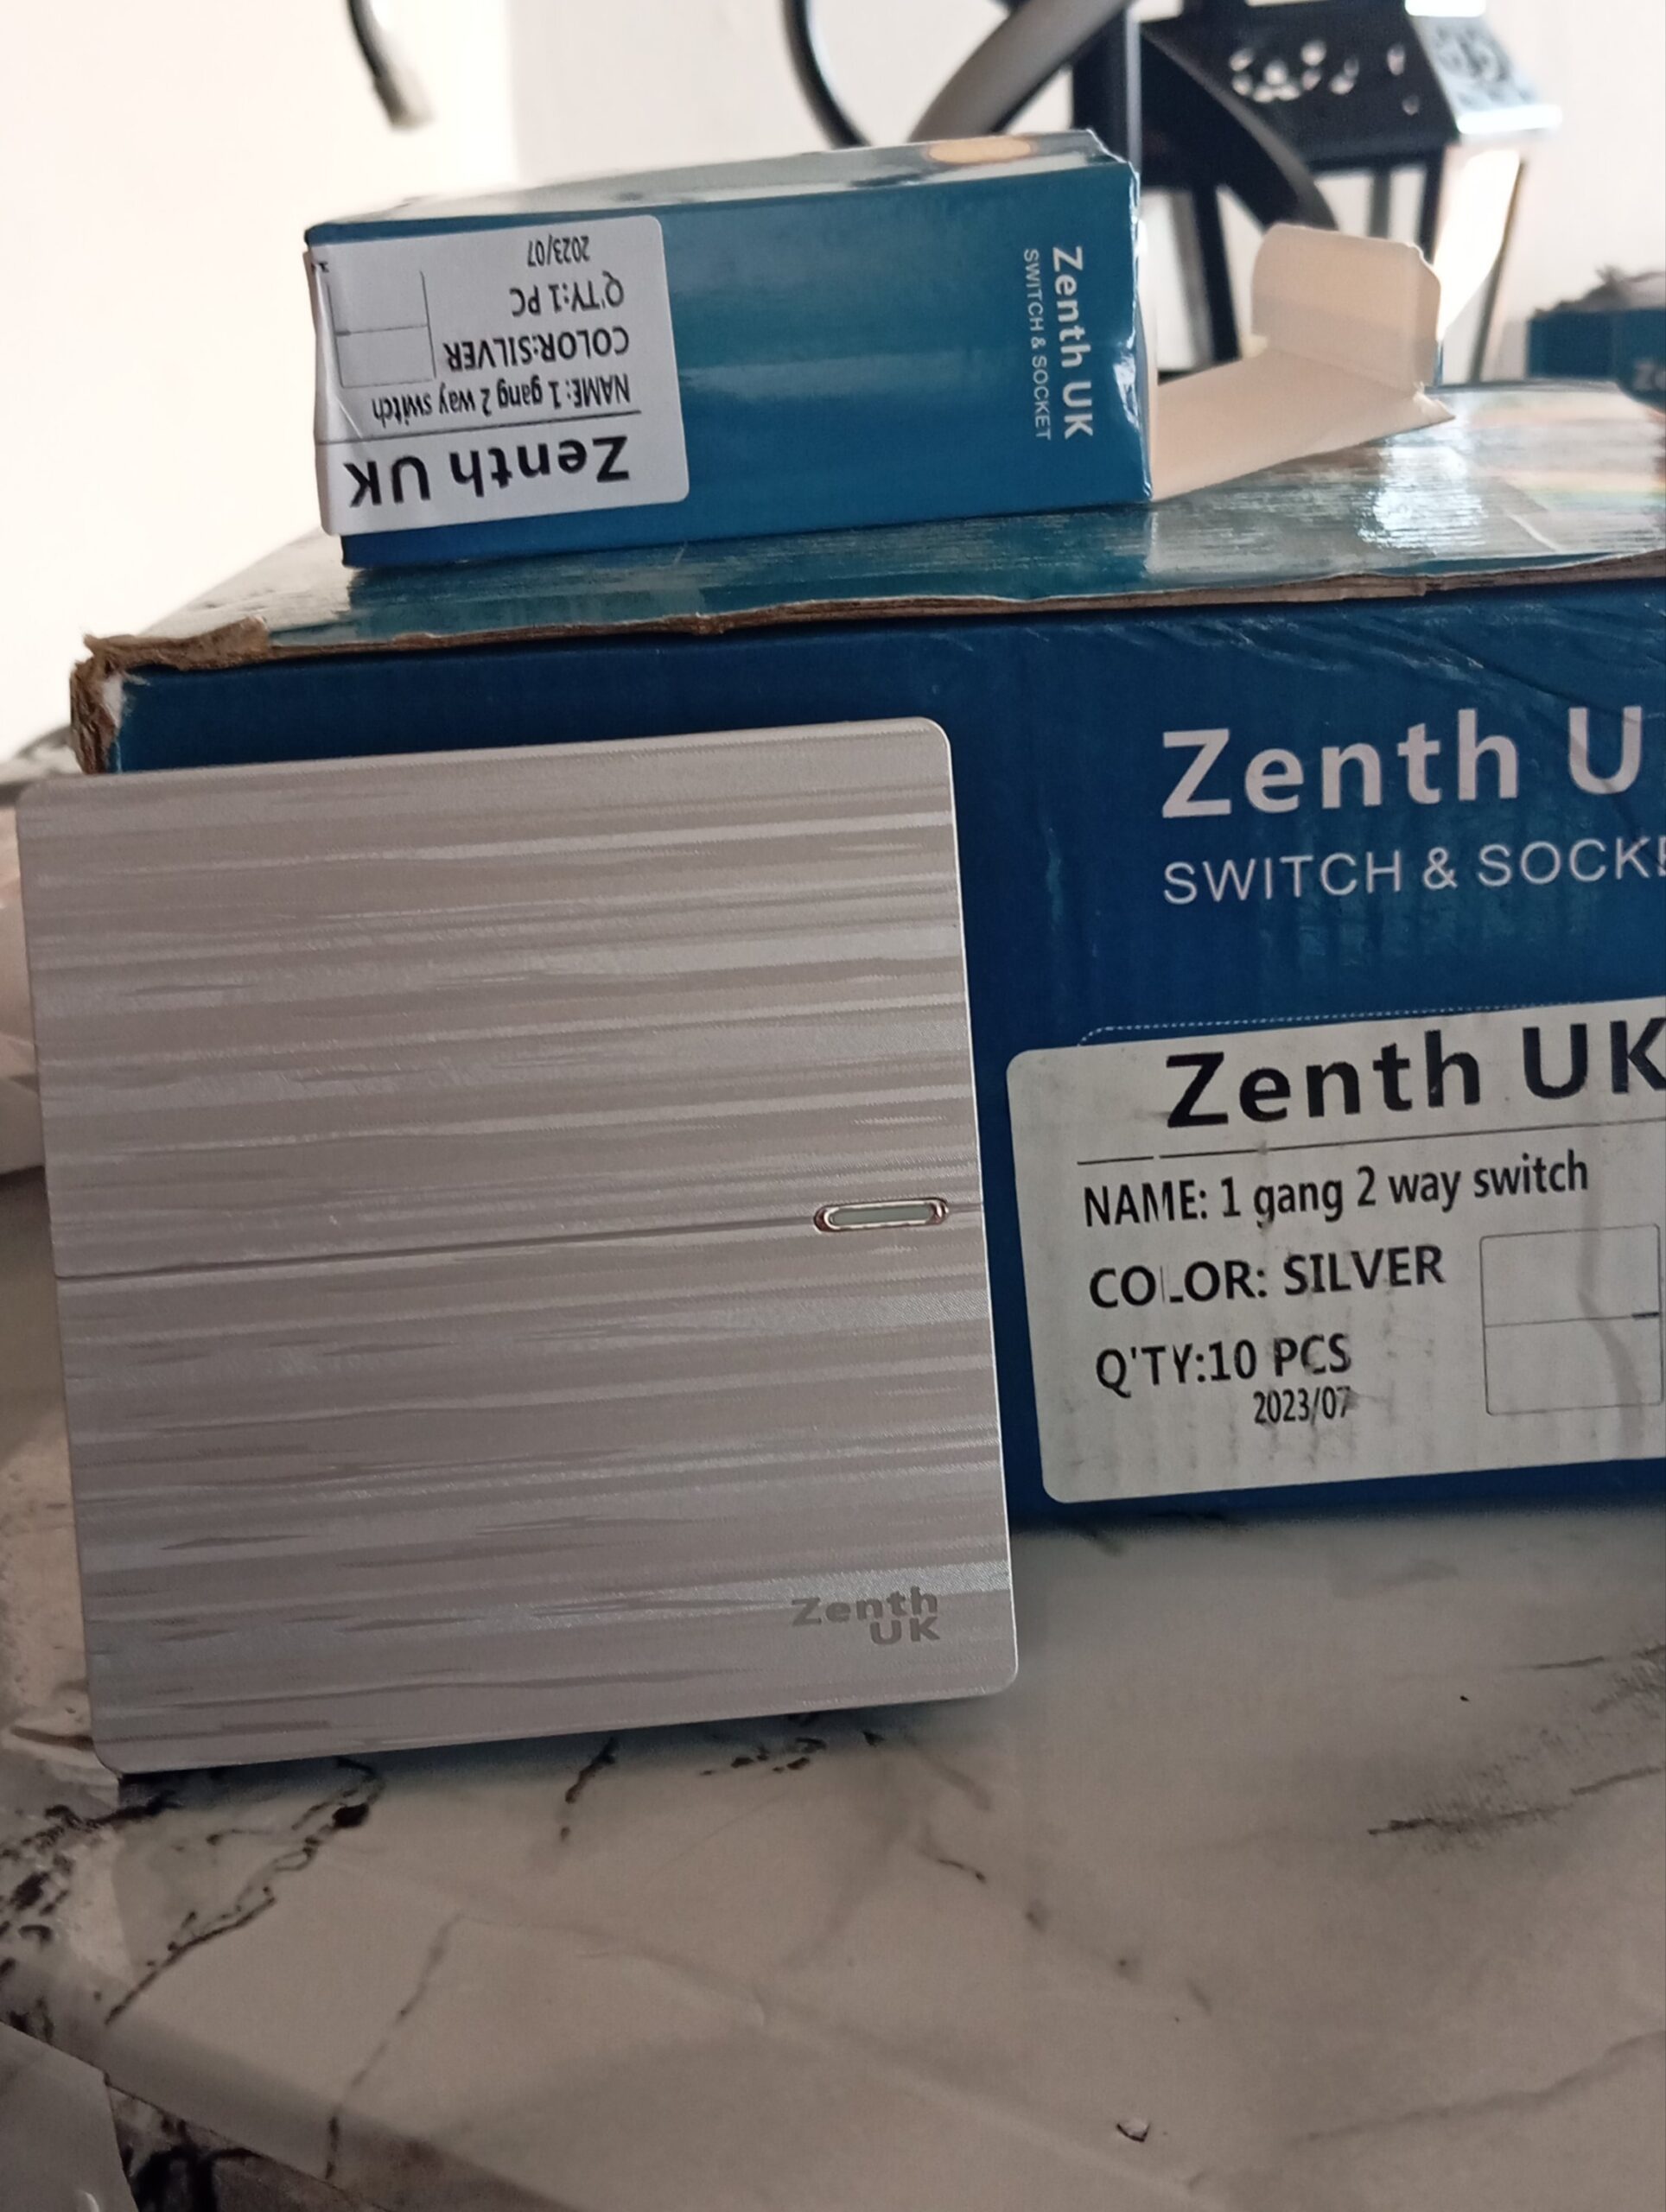 Zenth UK
NAME: 1 gang 2 way switch
COLOR:SILVER
Q'TY:1 PC
2023/07
Zenth UK
SWITCH & SOCKET
Zenth U
SWITCH & SOCKE
Zenth UK
NAME: 1 gang 2 way switch
COLOR: SILVER
Q'TY:10 PCS
2023/07
Zenth
UK